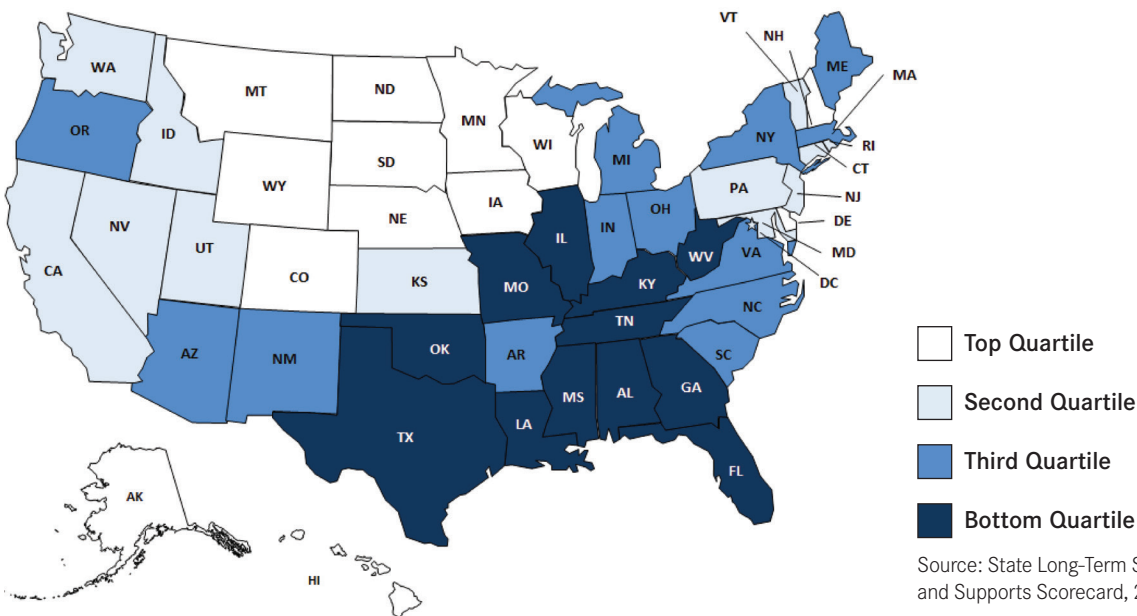 VT
NH
ME
WA
MA
MT
ND
MN
OR
ID
WI
NY
RI
SD
MI
CT
WY
PA
NJ
IA
NE
OH
DE
NV
IL
IN
UT
WV
VA
MD
CA
CO
KS
MO
KY
DC
NC
TN
AZ
NM
OK
AR
SC
Top Quartile
MS
AL
GA
Second Quartile
LA
TX
Third Quartile
FL
AK
Bottom Quartile
Source: State Long-Term S
and Supports Scorecard, 2
HI